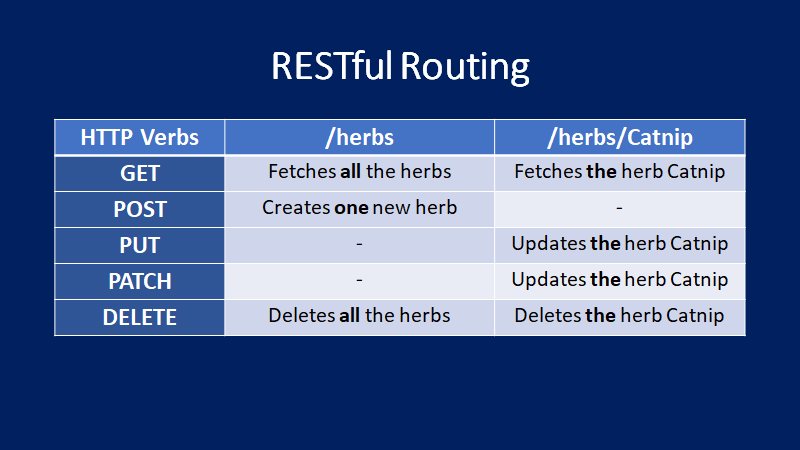 RESTful Routing
HTTP Verbs /herbs /herbs/Catnip
GET Fetches all the herbs Fetches the herb Catnip
POST Creates one new herb -
PUT - Updates the herb Catnip
PATCH - Updates the herb Catnip
DELETE Deletes all the herbs Deletes the herb Catnip